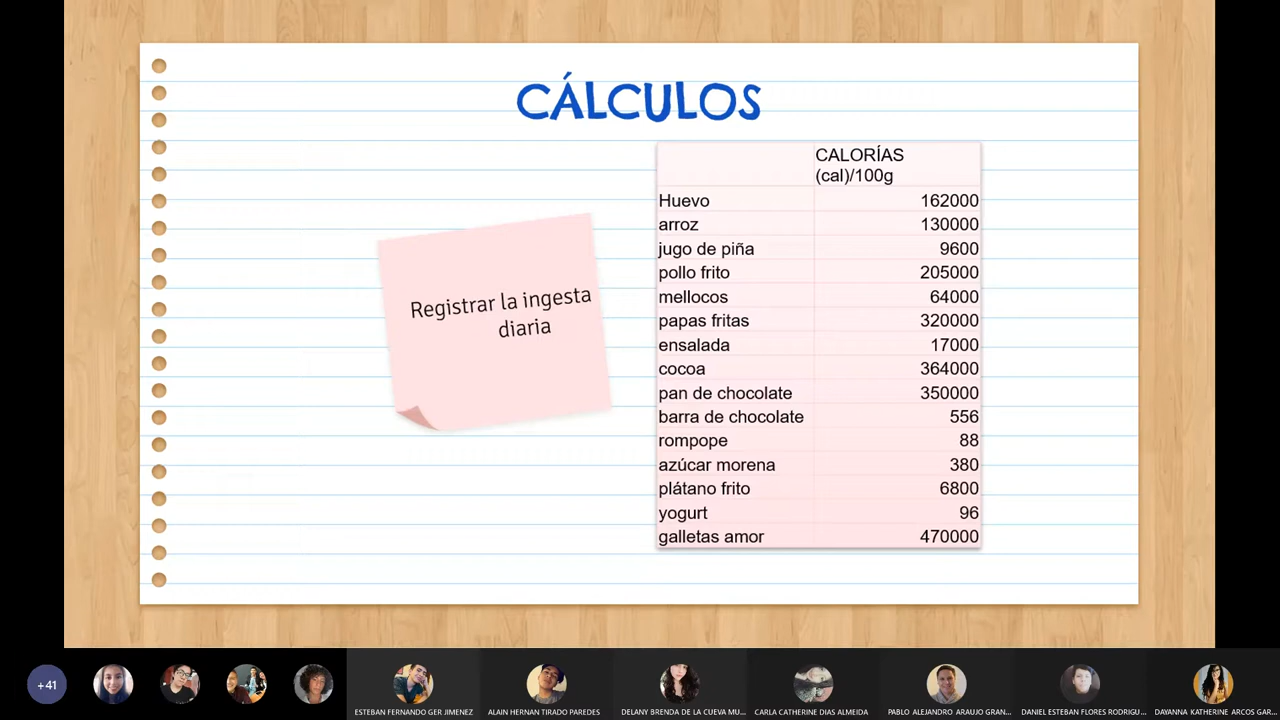 CÁLCULOS
Registrar la ingesta
diaria
CALORÍAS
(cal)/100g
Huevo 162000
arroz 130000
jugo de piña 9600
pollo frito 205000
mellocos 64000
papas fritas 320000
ensalada 17000
cocoa 364000
pan de chocolate 350000
barra de chocolate 556
rompope 88
azúcar morena 380
plátano frito 6800
yogurt 96
galletas amor 470000
+41
ESTEBAN FERNANDO GER JIMENEZ
ALAIN HERNAN TIRADO PAREDES
DELANY BRENDA DE LA CUEVA MU...
CARLA CATHERINE DIAS ALMEIDA
PABLO ALEJANDRO ARAUJO GRAN...
DANIEL ESTEBAN FLORES RODRIGU...
DAYANNA KATHERINE ARCOS GAR...